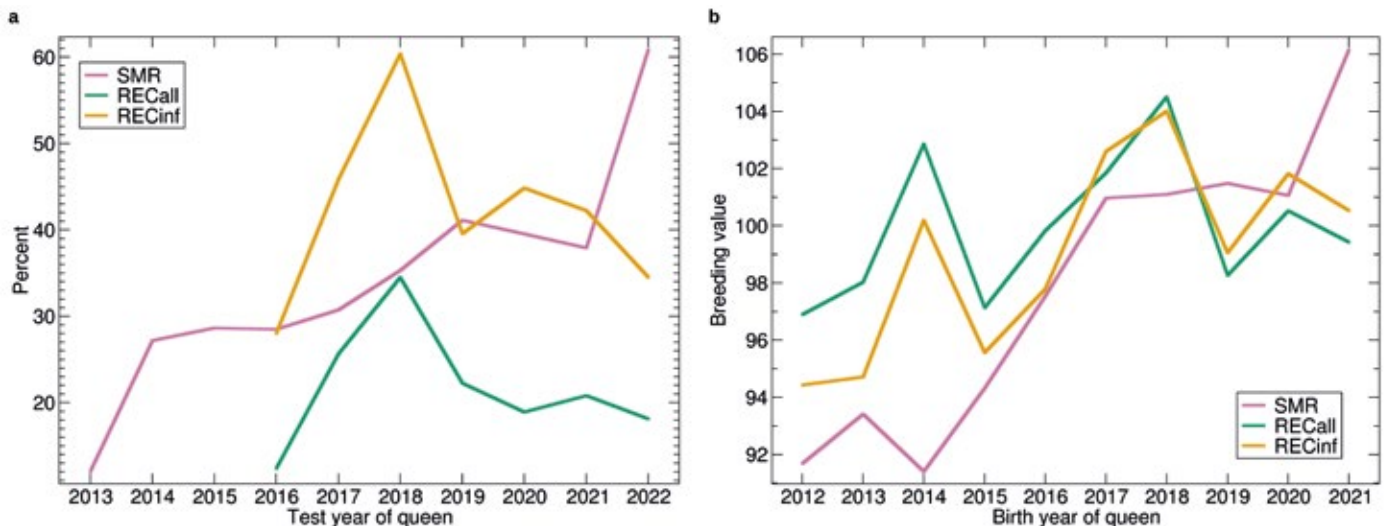 a
60
50
40
30
20
Percent
SMR
RECall
RECinf
2013 2014 2015 2016 2017 2018 2019 2020 2021 2022
Test year of queen
b
106
104
102
100
98
96
94
92
Breeding value
SMR
RECall
RECinf
2012 2013 2014 2015 2016 2017 2018 2019 2020 2021
Birth year of queen